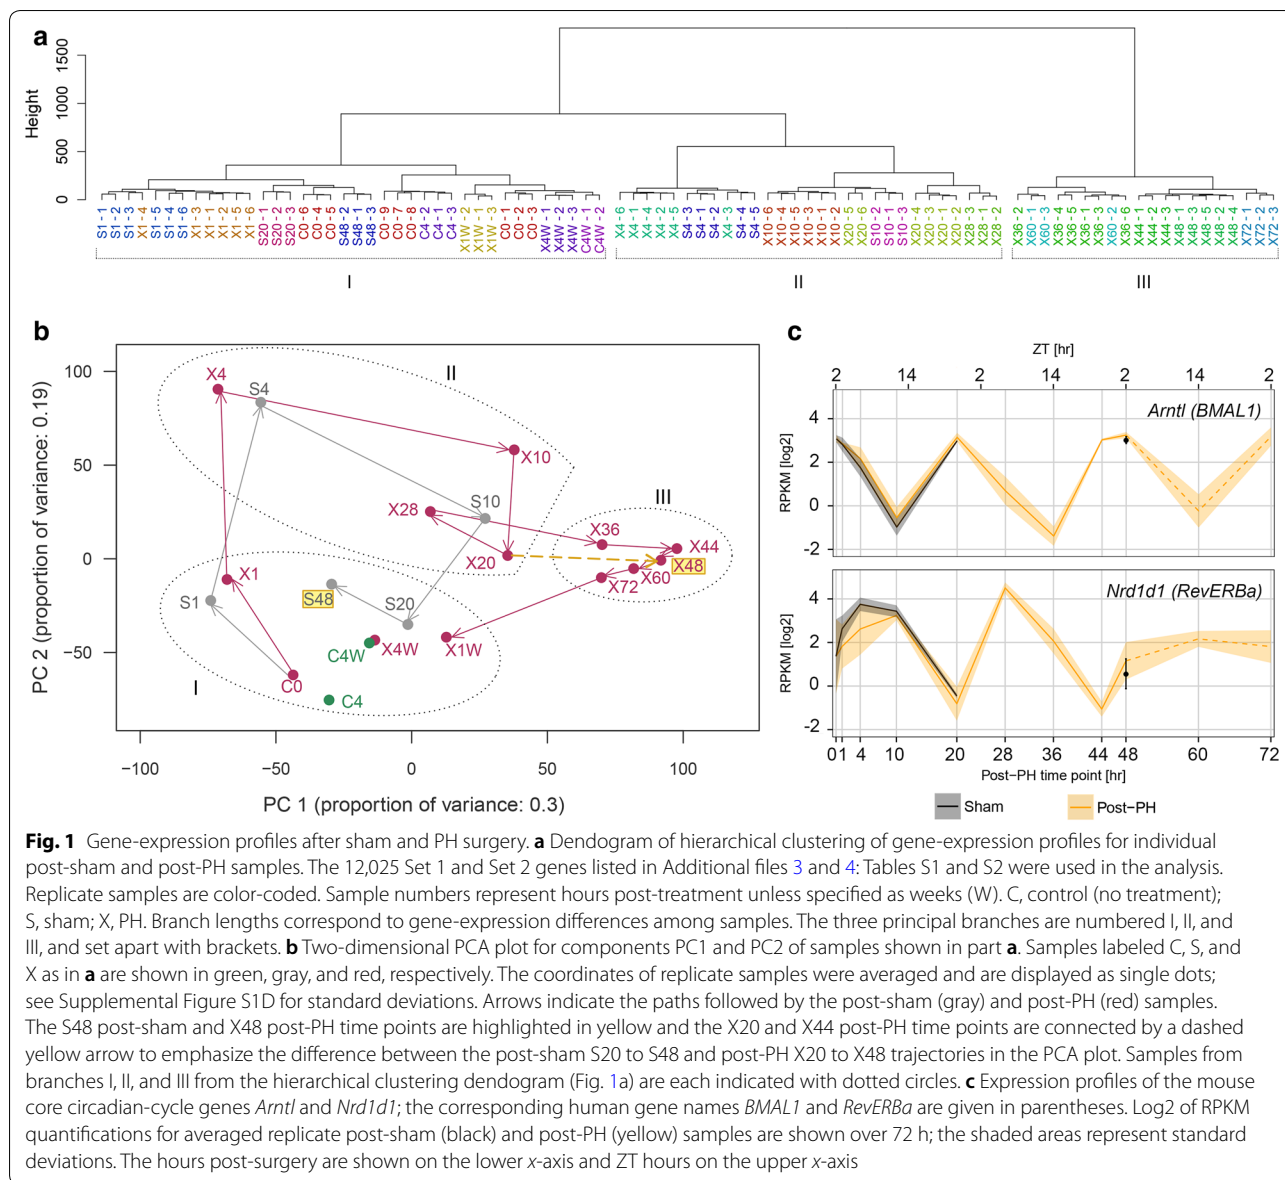 a
Height
0
500
1000
1500
S1 - 1
S1 - 2
S1 - 3
X1 - 4
S1 - 5
S1 - 4
S1 - 6
X1 - 3
X1 - 1
X1 - 2
X1 - 5
X1 - 6
S20 - 1
S20 - 2
S20 - 3
C0 - 6
C0 - 4
C0 - 5
S48 - 2
S48 - 1
S48 - 3
C0 - 9
C0 - 7
C0 - 8
C4 - 2
C4 - 1
C4 - 3
X1W - 2
X1W - 1
X1W - 3
C0 - 1
C0 - 2
C0 - 3
X4W - 1
X4W - 2
X4W - 3
C4W - 1
C4W - 2
X4 - 6
X4 - 1
X4 - 4
X4 - 2
X4 - 5
S4 - 3
S4 - 1
S4 - 2
X4 - 3
S4 - 4
S4 - 5
X10 - 6
X10 - 4
X10 - 5
X10 - 3
X10 - 1
X10 - 2
X20 - 5
X20 - 6
S10 - 1
S10 - 2
S10 - 3
X20 - 4
X20 - 3
X20 - 1
X20 - 2
X28 - 3
X28 - 1
X28 - 2
X36 - 2
X60 - 1
X60 - 3
X36 - 4
X36 - 5
X36 - 1
X36 - 3
X60 - 2
X36 - 6
X44 - 1
X44 - 2
X48 - 1
X48 - 3
X48 - 5
X48 - 2
X48 - 4
X72 - 1
X72 - 2
X72 - 3
I
II
III
b
PC 2 (proportion of variance: 0.19)
100
50
0
−50
X4
S4
II
X10
S10
X28
X20
III
X36
X44
X48
X60
X72
X1
S1
S48
S20
C4W
X4W
X1W
I
C0
C4
−100
−50
0
50
100
PC 1 (proportion of variance: 0.3)
c
ZT [hr]
2 14 2 14 2 14 2
Arntl (BMAL1)
RPKM [log2]
4
2
0
-2
Nrd1d1 (RevERBa)
RPKM [log2]
4
2
0
-2
0 1 4 10 20 28 36 44 48 60 72
Post−PH time point [hr]
Sham Post−PH
Fig. 1 Gene-expression profiles after sham and PH surgery. a Dendogram of hierarchical clustering of gene-expression profiles for individual
post-sham and post-PH samples. The 12,025 Set 1 and Set 2 genes listed in Additional files 3 and 4: Tables S1 and S2 were used in the analysis.
Replicate samples are color-coded. Sample numbers represent hours post-treatment unless specified as weeks (W). C, control (no treatment);
S, sham; X, PH. Branch lengths correspond to gene-expression differences among samples. The three principal branches are numbered I, II, and
III, and set apart with brackets. b Two-dimensional PCA plot for components PC1 and PC2 of samples shown in part a. Samples labeled C, S, and
X as in a are shown in green, gray, and red, respectively. The coordinates of replicate samples were averaged and are displayed as single dots;
see Supplemental Figure S1D for standard deviations. Arrows indicate the paths followed by the post-sham (gray) and post-PH (red) samples.
The S48 post-sham and X48 post-PH time points are highlighted in yellow and the X20 and X44 post-PH time points are connected by a dashed
yellow arrow to emphasize the difference between the post-sham S20 to S48 and post-PH X20 to X48 trajectories in the PCA plot. Samples from
branches I, II, and III from the hierarchical clustering dendogram (Fig. 1a) are each indicated with dotted circles. c Expression profiles of the mouse
core circadian-cycle genes Arntl and Nrd1d1; the corresponding human gene names BMAL1 and RevERBa are given in parentheses. Log2 of RPKM
quantifications for averaged replicate post-sham (black) and post-PH (yellow) samples are shown over 72 h; the shaded areas represent standard
deviations. The hours post-surgery are shown on the lower x-axis and ZT hours on the upper x-axis